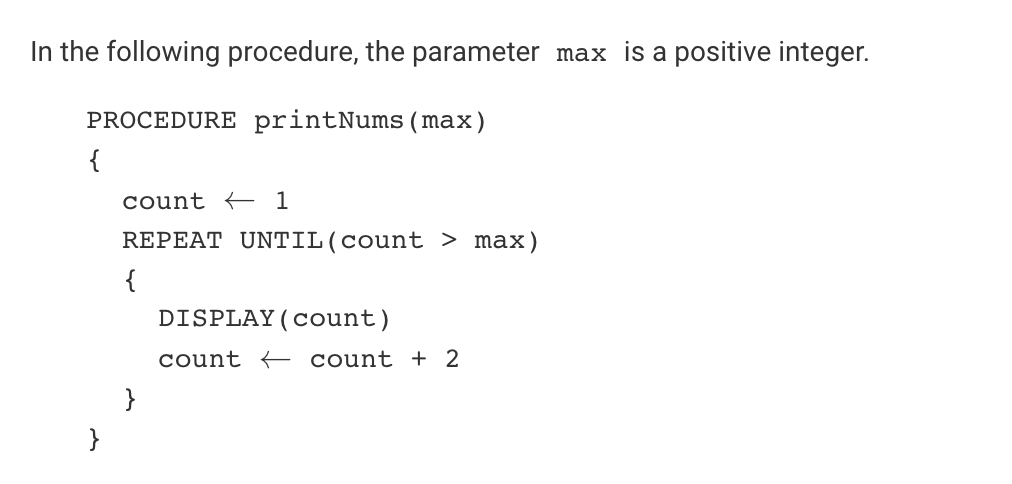 In the following procedure, the parameter max is a positive integer.
PROCEDURE printNums(max)
{
count ← 1
REPEAT UNTIL(count > max)
{
DISPLAY(count)
count ← count + 2
}
}